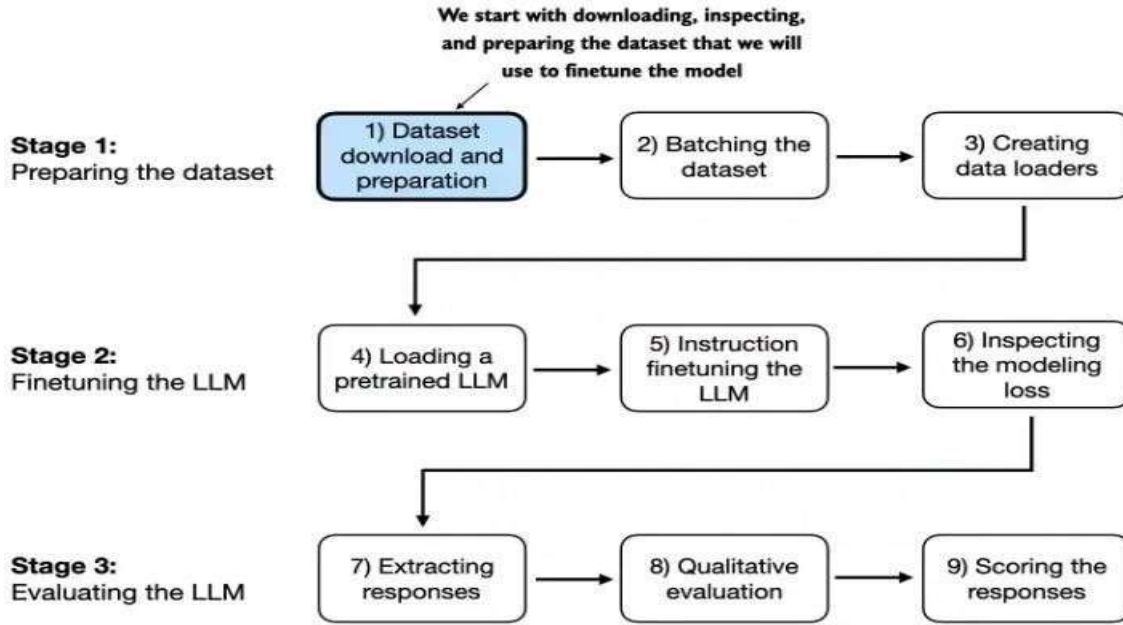 We start with downloading, inspecting,
and preparing the dataset that we will
use to finetune the model
Stage 1:
Preparing the dataset
1) Dataset
download and
preparation
2) Batching the
dataset
3) Creating
data loaders
Stage 2:
Finetuning the LLM
4) Loading a
pretrained LLM
5) Instruction
finetuning the
LLM
6) Inspecting
the modeling
loss
Stage 3:
Evaluating the LLM
7) Extracting
responses
8) Qualitative
evaluation
9) Scoring the
responses